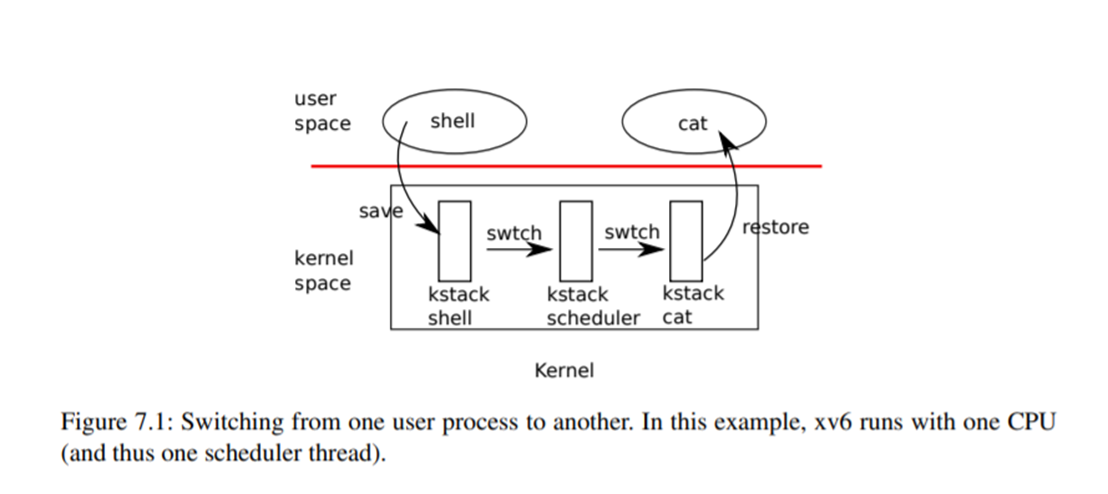 user
space
shell
cat
save
swtch
swtch
restore
kernel
space
kstack
shell
kstack
scheduler
kstack
cat
Kernel
Figure 7.1: Switching from one user process to another. In this example, xv6 runs with one CPU
(and thus one scheduler thread).